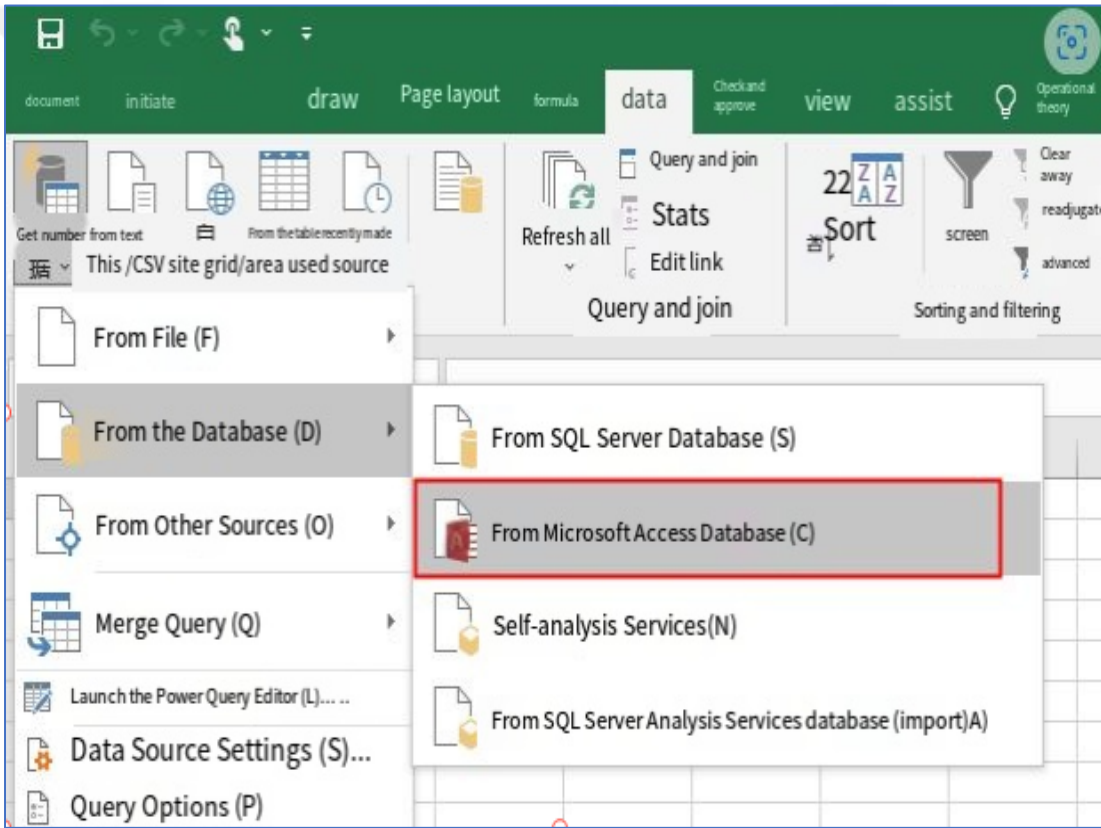 document initiate draw Page layout formula data Check and approve view assist Operational theory
Get number from text 自 From the table recently made
据 This /CSV site grid/area used source
Refresh all
Query and join
Stats
Edit link
Query and join
22 Z A A Z
Sort
screen
Clear away
readjugate
advanced
Sorting and filtering
From File (F)
From the Database (D)
From Other Sources (O)
Merge Query (Q)
Launch the Power Query Editor (L)... ..
Data Source Settings (S)...
Query Options (P)
From SQL Server Database (S)
A From Microsoft Access Database (C)
Self-analysis Services(N)
From SQL Server Analysis Services database (import)A)